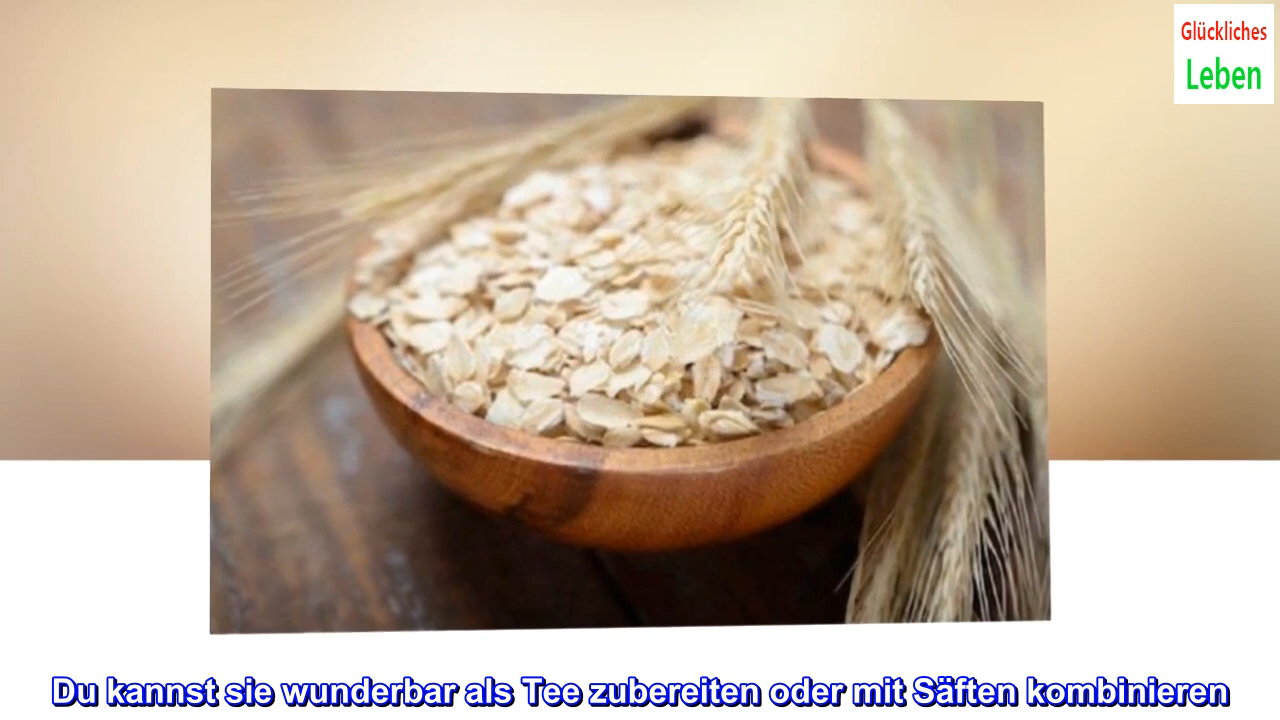 Glückliches
Leben
Du kannst sie wunderbar als Tee zubereiten oder mit Säften kombinieren